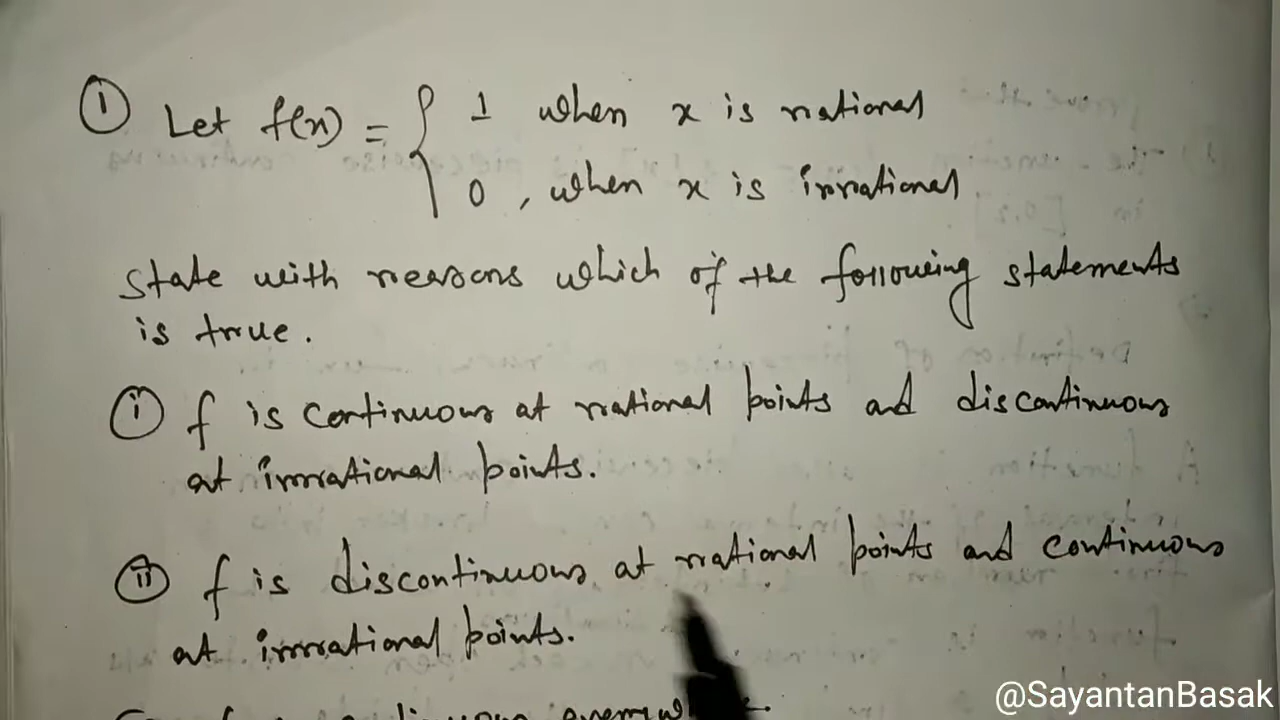 ① Let f(x) = { 1 when x is rational
0 , when x is irrational
state with reasons which of the following statements
is true.
ⓘ f is continuous at rational points and discontinuous
at irrational points.
ⓘⓘ f is discontinuous at rational points and continuous
at irrational points.
@SayantanBasak